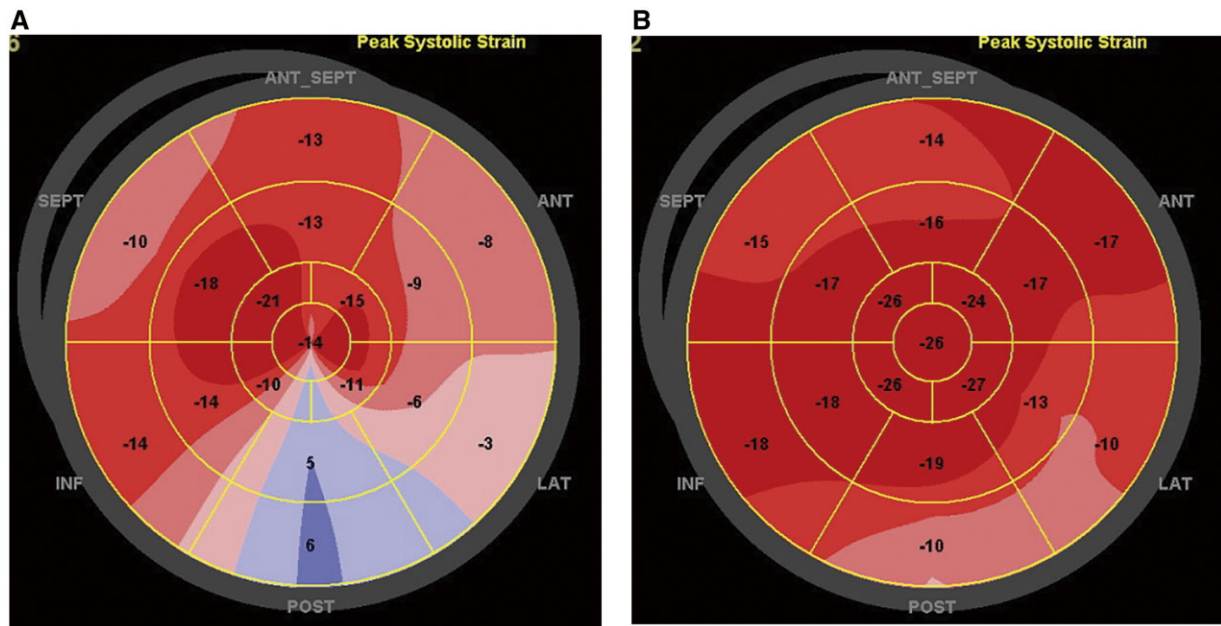 A
6
Peak Systolic Strain
ANT_SEPT
SEPT
ANT
INF
LAT
POST
-13
-10
-8
-13
-18
-9
-21
-15
-14
-10
-11
-14
-6
-14
-3
5
6
B
2
Peak Systolic Strain
ANT_SEPT
SEPT
ANT
INF
LAT
POST
-14
-15
-17
-16
-17
-17
-26
-24
-26
-26
-27
-18
-13
-18
-10
-19
-10